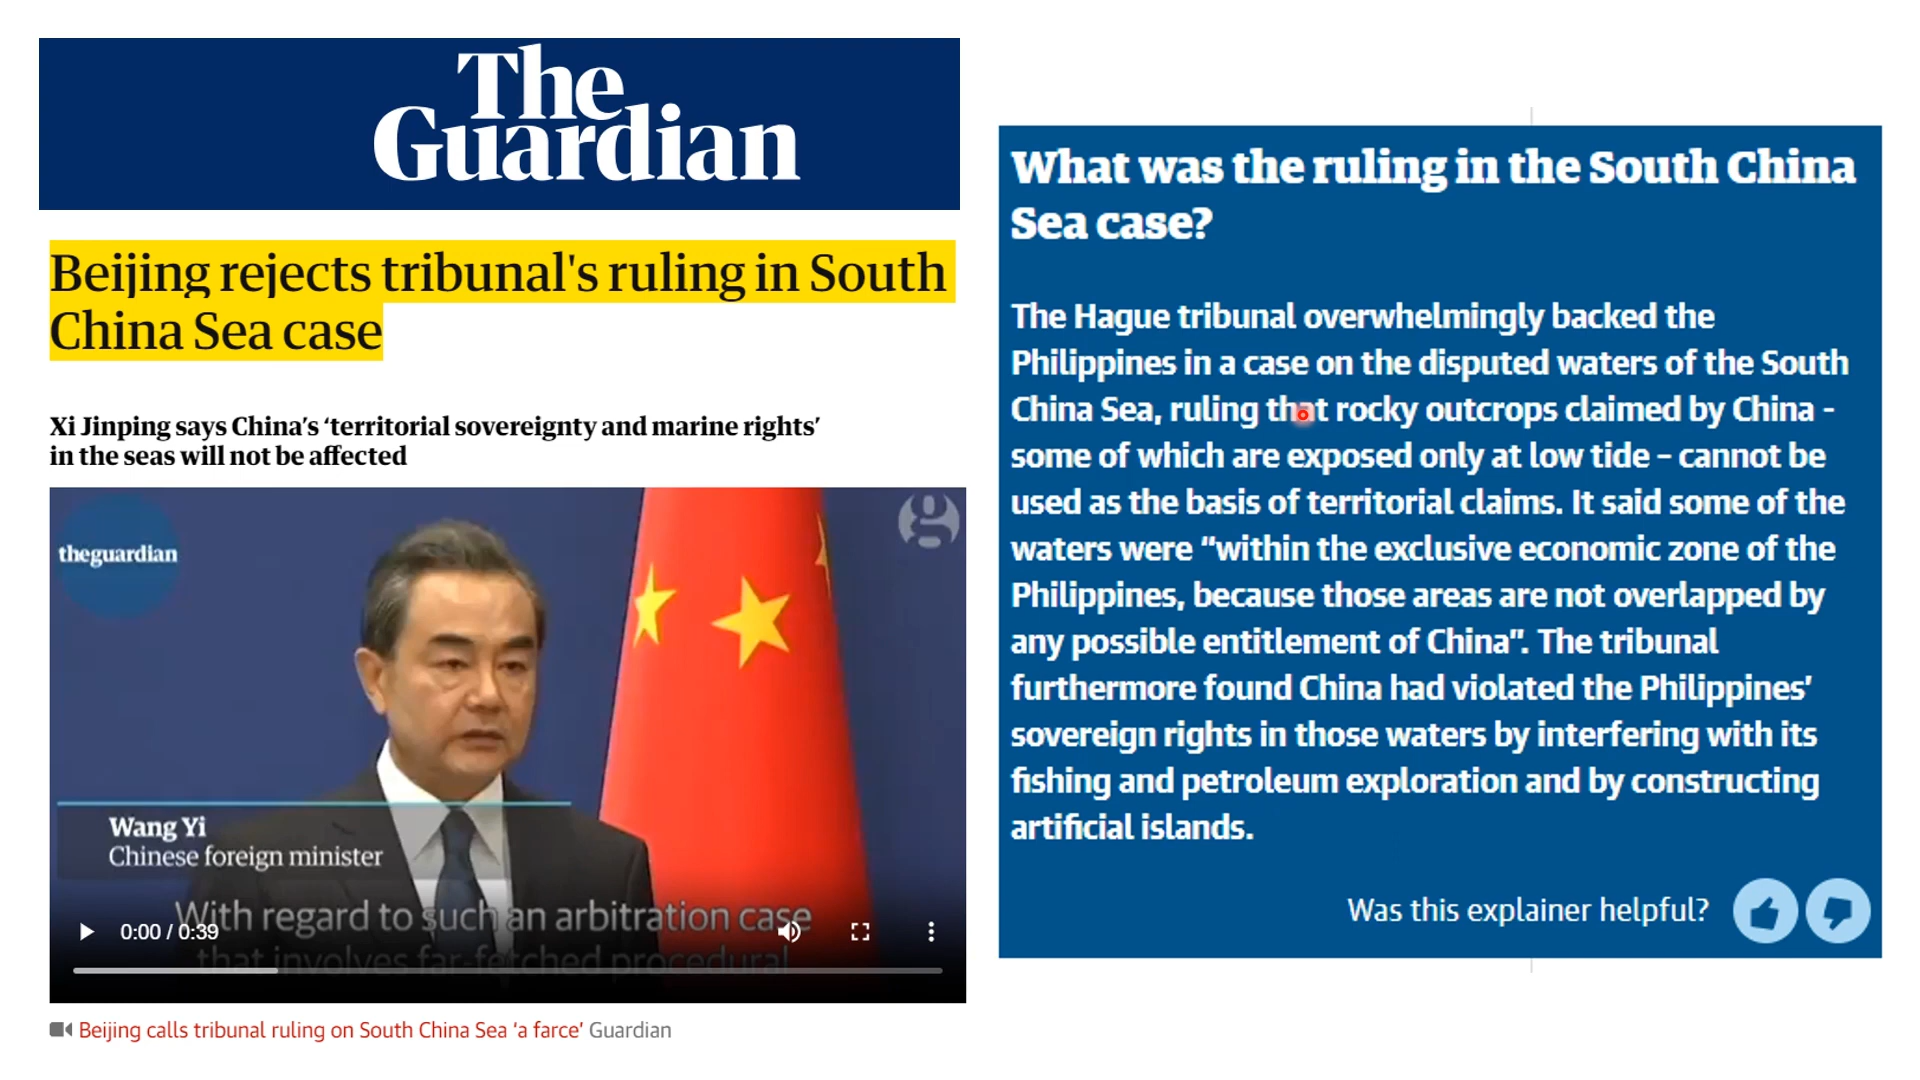 The
Guardian
Beijing rejects tribunal's ruling in South
China Sea case
Xi Jinping says China's ‘territorial sovereignty and marine rights’
in the seas will not be affected
theguardian
Wang Yi
Chinese foreign minister
With regard to such an arbitration case
that involves far-fetched procedural
0:00 / 0:39
Beijing calls tribunal ruling on South China Sea ‘a farce’ Guardian
What was the ruling in the South China
Sea case?
The Hague tribunal overwhelmingly backed the
Philippines in a case on the disputed waters of the South
China Sea, ruling that rocky outcrops claimed by China –
some of which are exposed only at low tide – cannot be
used as the basis of territorial claims. It said some of the
waters were “within the exclusive economic zone of the
Philippines, because those areas are not overlapped by
any possible entitlement of China”. The tribunal
furthermore found China had violated the Philippines’
sovereign rights in those waters by interfering with its
fishing and petroleum exploration and by constructing
artificial islands.
Was this explainer helpful?